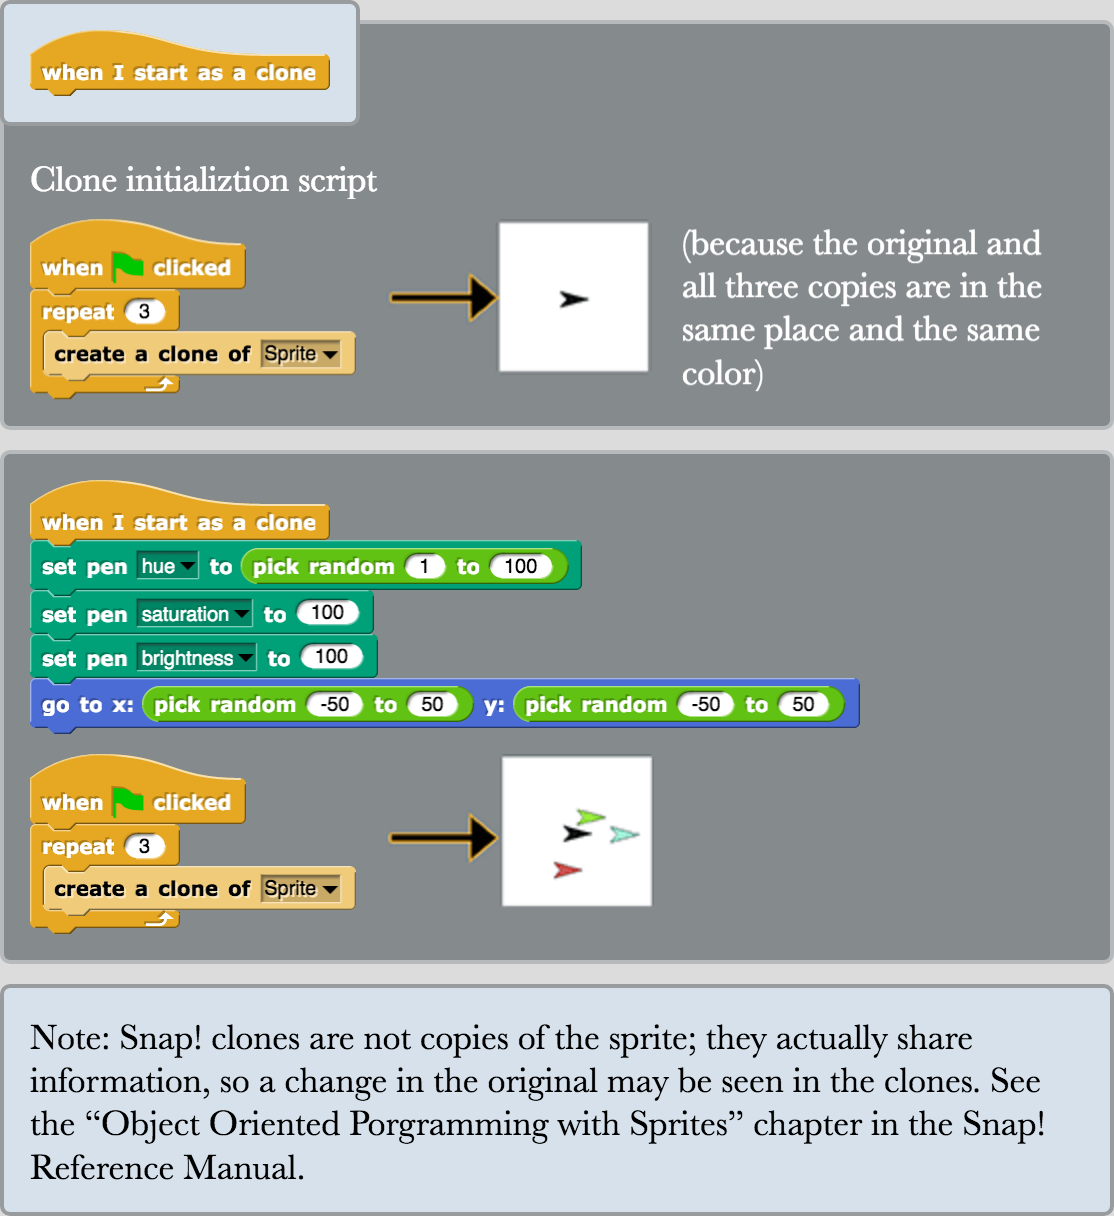 when I start as a clone
Clone initializtion script
when clicked
repeat 3
create a clone of Sprite
(because the original and
all three copies are in the
same place and the same
color)
when I start as a clone
set pen hue to pick random 1 to 100
set pen saturation to 100
set pen brightness to 100
go to x: pick random -50 to 50 y: pick random -50 to 50
when clicked
repeat 3
create a clone of Sprite
Note: Snap! clones are not copies of the sprite; they actually share
information, so a change in the original may be seen in the clones. See
the “Object Oriented Porgramming with Sprites” chapter in the Snap!
Reference Manual.